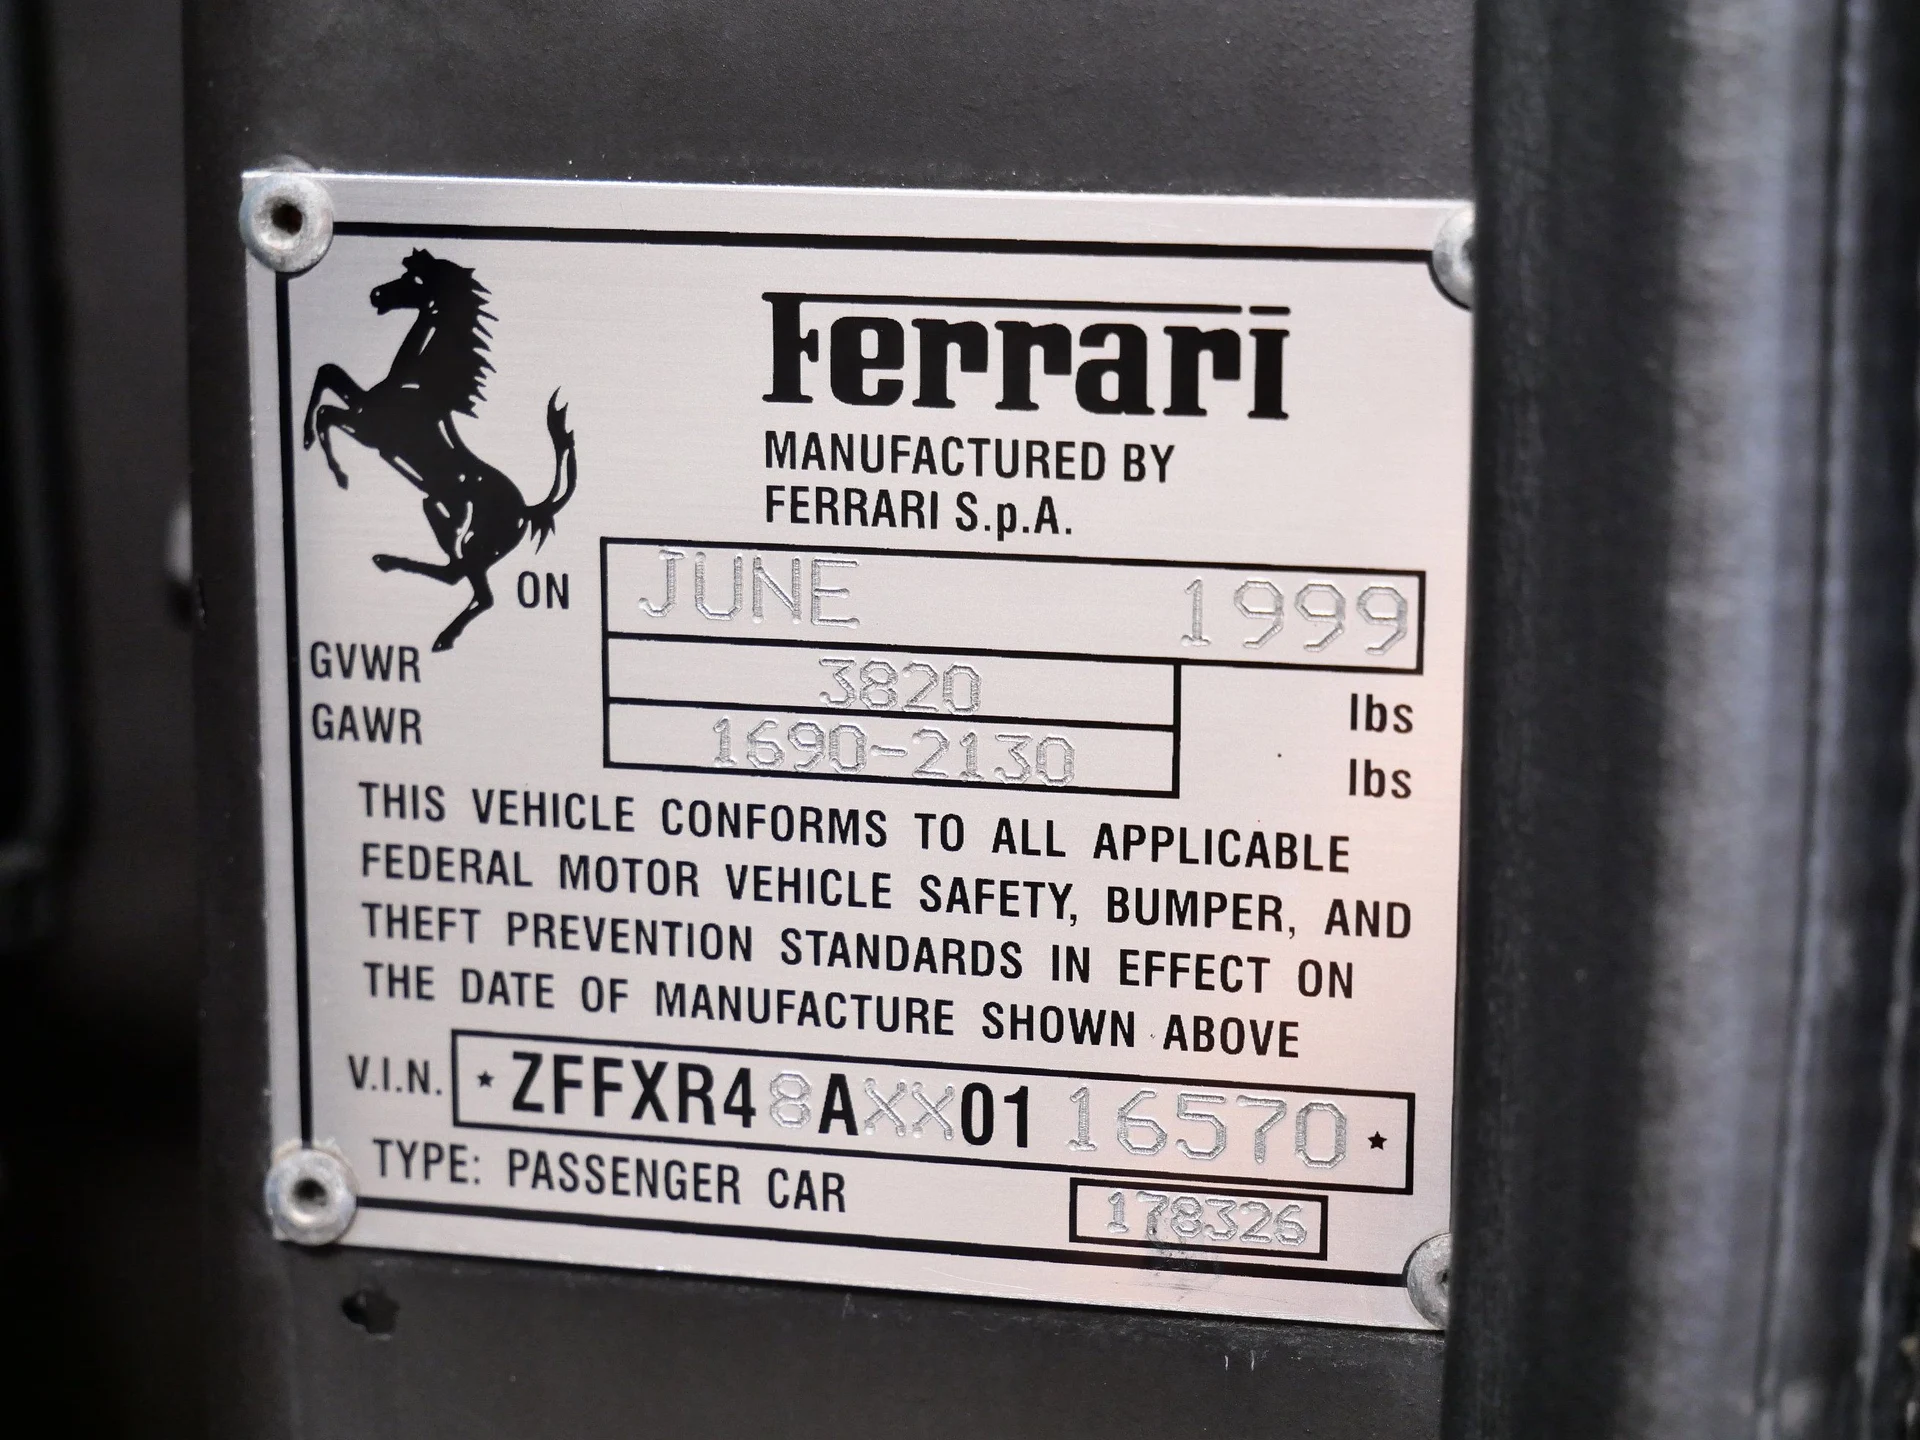 Ferrari
MANUFACTURED BY
FERRARI S.p.A.
ON JUNE 1999
GVWR 3820 lbs
GAWR 1690-2130 lbs
THIS VEHICLE CONFORMS TO ALL APPLICABLE
FEDERAL MOTOR VEHICLE SAFETY, BUMPER, AND
THEFT PREVENTION STANDARDS IN EFFECT ON
THE DATE OF MANUFACTURE SHOWN ABOVE
V.I.N. ★ ZFFXR48AXX0116570 ★
TYPE: PASSENGER CAR
178326